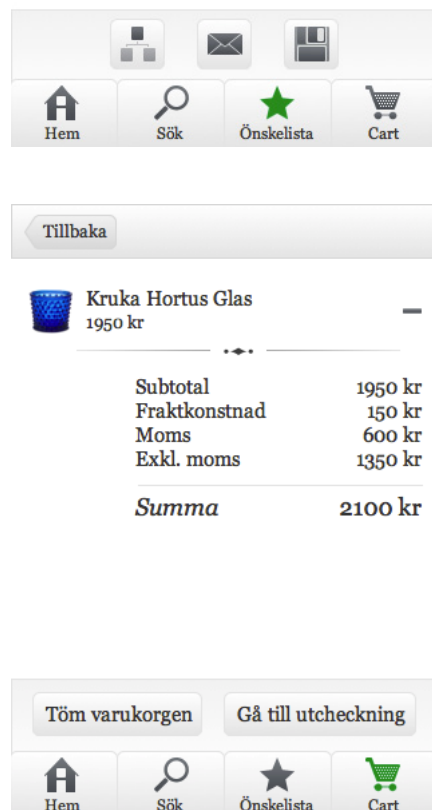 Hem Sök Önskelista Cart
Tillbaka
Kruka Hortus Glas
1950 kr
Subtotal 1950 kr
Fraktkonstnad 150 kr
Moms 600 kr
Exkl. moms 1350 kr
Summa 2100 kr
Töm varukorgen Gå till utcheckning
Hem Sök Önskelista Cart